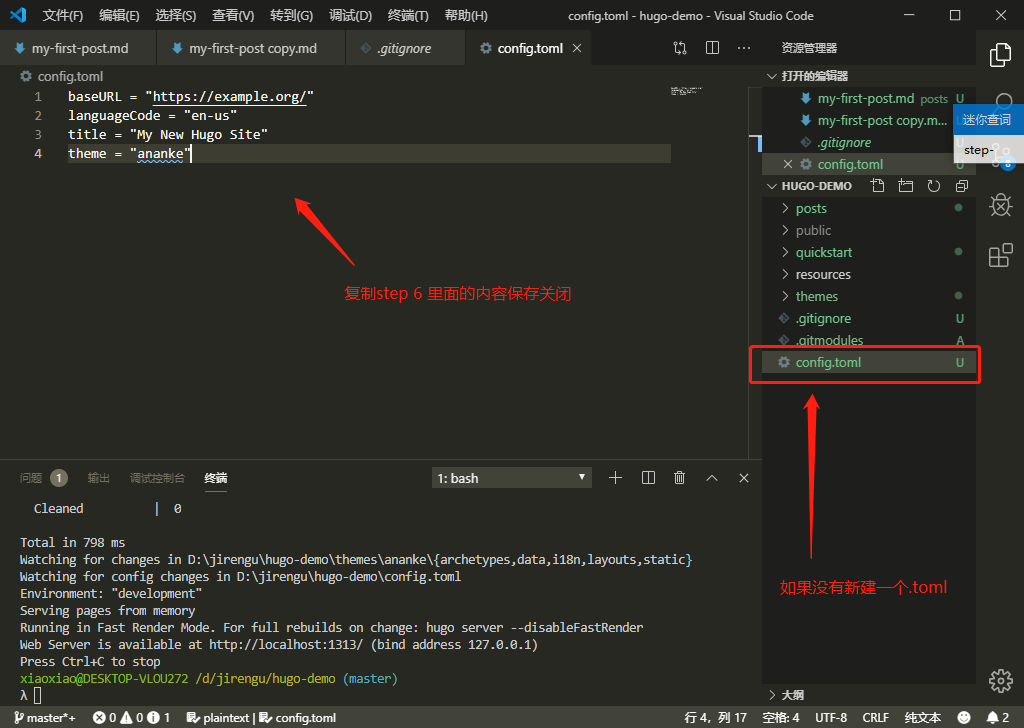 文件(F) 编辑(E) 选择(S) 查看(V) 转到(G) 调试(D) 终端(T) 帮助(H) config.toml - hugo-demo - Visual Studio Code
my-first-post.md my-first-post copy.md .gitignore config.toml
config.toml
1 baseURL = "https://example.org/"
2 languageCode = "en-us"
3 title = "My New Hugo Site"
4 theme = "ananke"
复制step 6 里面的内容保存关闭
资源管理器
打开的编辑器
my-first-post.md posts U
my-first-post copy.m...
.gitignore U
config.toml U
迷你查词
step-
HUGO-DEMO
posts
public
quickstart
resources
themes
.gitignore U
.gitmodules A
config.toml U
如果没有新建一个.toml
大纲
问题 1 输出 调试控制台 终端 1: bash
Cleaned | 0
Total in 798 ms
Watching for changes in D:\jirengu\hugo-demo\themes\ananke\{archetypes,data,i18n,layouts,static}
Watching for config changes in D:\jirengu\hugo-demo\config.toml
Environment: "development"
Serving pages from memory
Running in Fast Render Mode. For full rebuilds on change: hugo server --disableFastRender
Web Server is available at http://localhost:1313/ (bind address 127.0.0.1)
Press Ctrl+C to stop
xiaoxiao@DESKTOP-VLOU272 /d/jirengu/hugo-demo (master)
λ
master*+ 0 0 1 plaintext | config.toml 行 4，列 17 空格: 4 UTF-8 CRLF 纯文本 2